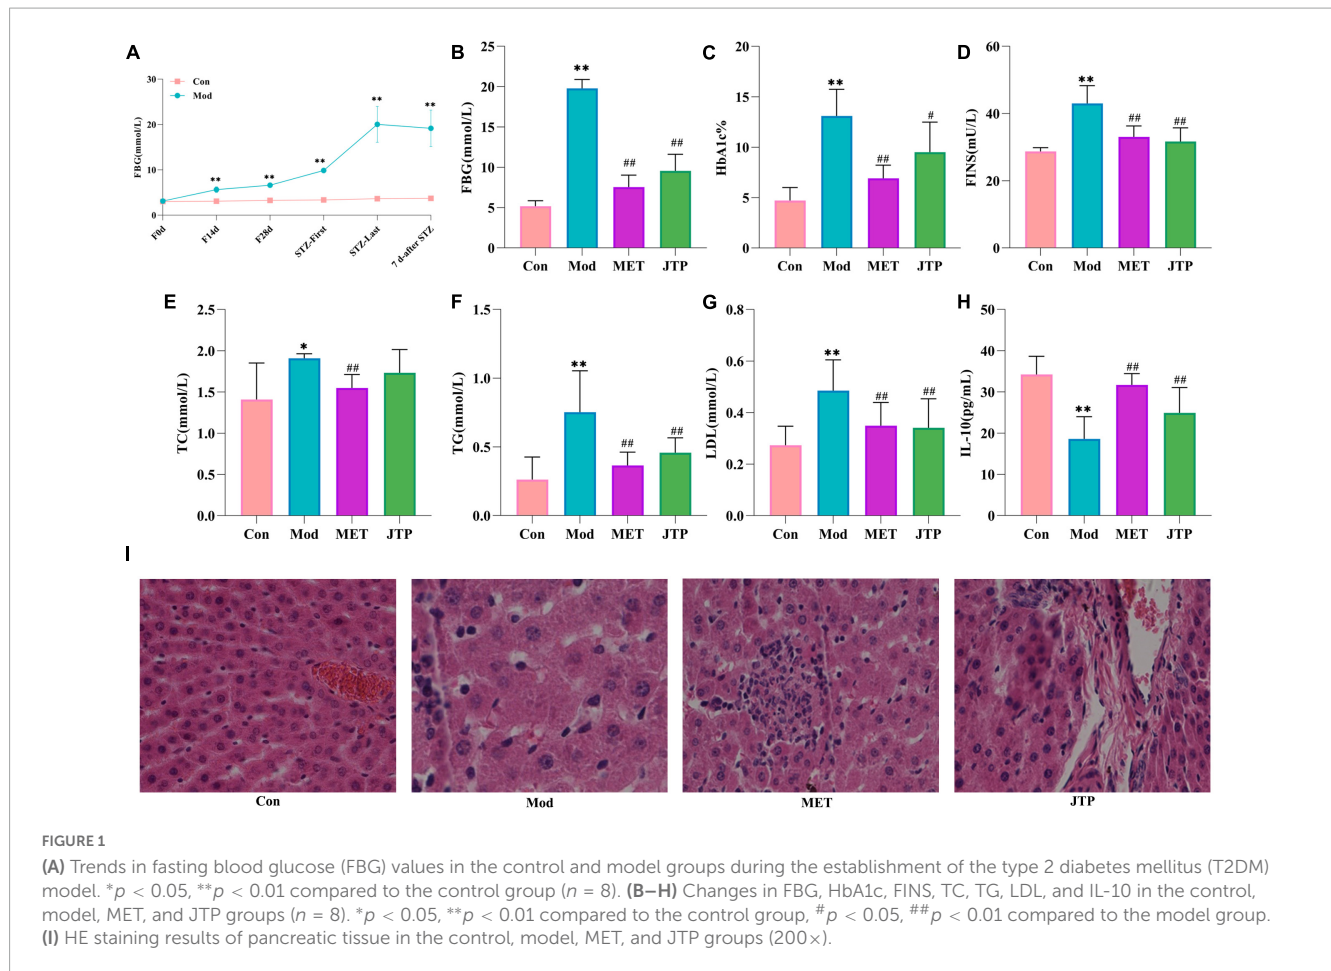 A
Con
Mod
FBG(mmol/L)
30
20
10
0
** ** ** ** **
F0d F14d F28d STZ-First STZ-Last 7 d-after STZ
B
FBG(mmol/L)
25
20
15
10
5
0
** ## ##
Con Mod MET JTP
C
HbA1c%
20
15
10
5
0
** ## #
Con Mod MET JTP
D
FINS(mU/L)
60
40
20
0
** ## ##
Con Mod MET JTP
E
TC(mmol/L)
2.5
2.0
1.5
1.0
0.5
0.0
* ##
Con Mod MET JTP
F
TG(mmol/L)
1.5
1.0
0.5
0.0
** ## ##
Con Mod MET JTP
G
LDL(mmol/L)
0.8
0.6
0.4
0.2
0.0
** ## ##
Con Mod MET JTP
H
IL-10(pg/mL)
50
40
30
20
10
0
** ## ##
Con Mod MET JTP
I
Con Mod MET JTP
FIGURE 1
(A) Trends in fasting blood glucose (FBG) values in the control and model groups during the establishment of the type 2 diabetes mellitus (T2DM)
model. *p < 0.05, **p < 0.01 compared to the control group (n = 8). (B–H) Changes in FBG, HbA1c, FINS, TC, TG, LDL, and IL-10 in the control,
model, MET, and JTP groups (n = 8). *p < 0.05, **p < 0.01 compared to the control group, #p < 0.05, ##p < 0.01 compared to the model group.
(I) HE staining results of pancreatic tissue in the control, model, MET, and JTP groups (200×).